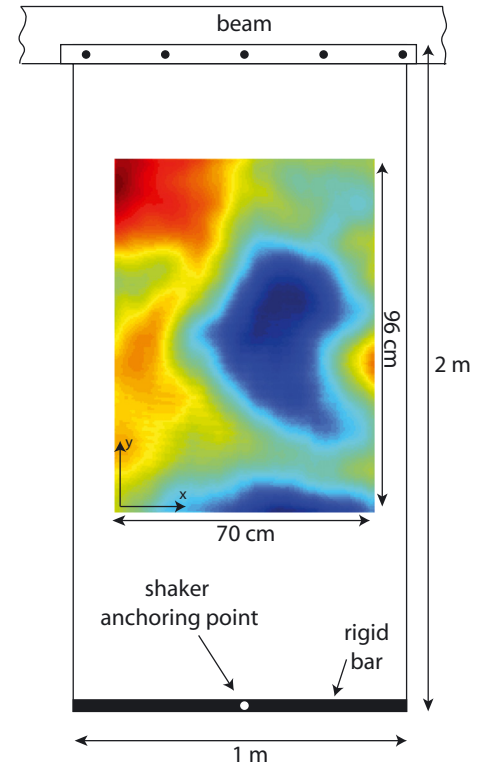 beam
96 cm
2 m
y
x
70 cm
shaker
anchoring point
rigid
bar
1 m